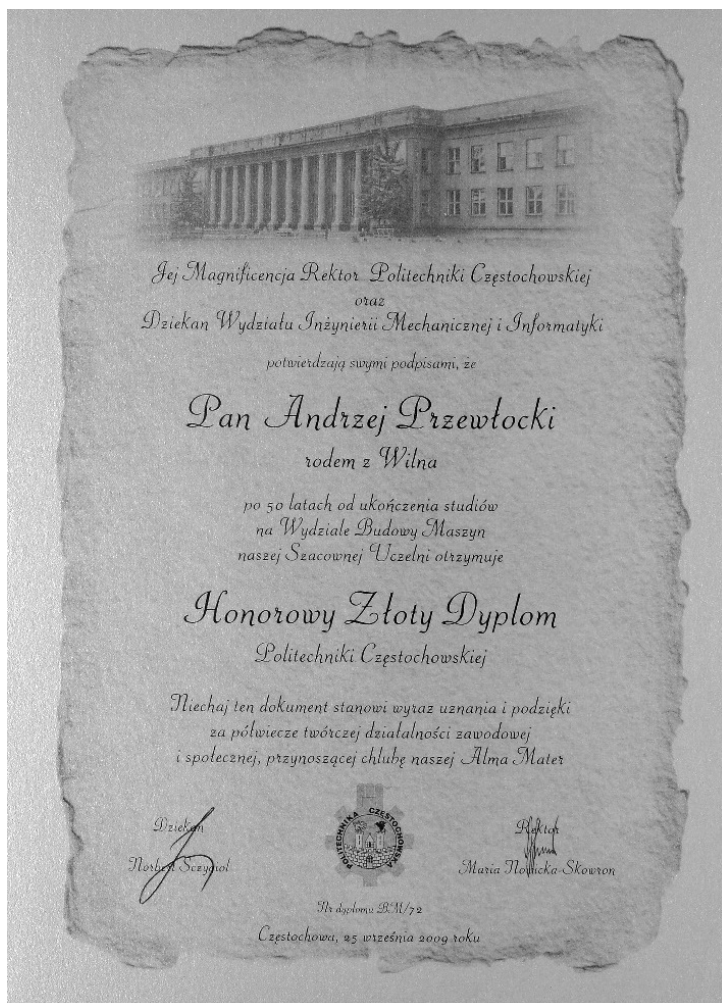 Jej Magnificencja Rektor Politechniki Częstochowskiej
oraz
Dziekan Wydziału Inżynierii Mechanicznej i Informatyki
potwierdzają swymi podpisami, że
Pan Andrzej Przewłocki
rodem z Wilna
po 50 latach od ukończenia studiów
na Wydziale Budowy Maszyn
naszej Szacownej Uczelni otrzymuje
Honorowy Złoty Dyplom
Politechniki Częstochowskiej
Niechaj ten dokument stanowi wyraz uznania i podzięki
za półwiecze twórczej działalności zawodowej
i społecznej, przynoszącej chlubę naszej Alma Mater
Dziekan
Norbert Sczygiol
POLITECHNIKA CZĘSTOCHOWSKA
Rektor
Maria Nowicka-Skowron
Nr dyplomu BM/72
Częstochowa, 25 września 2009 roku